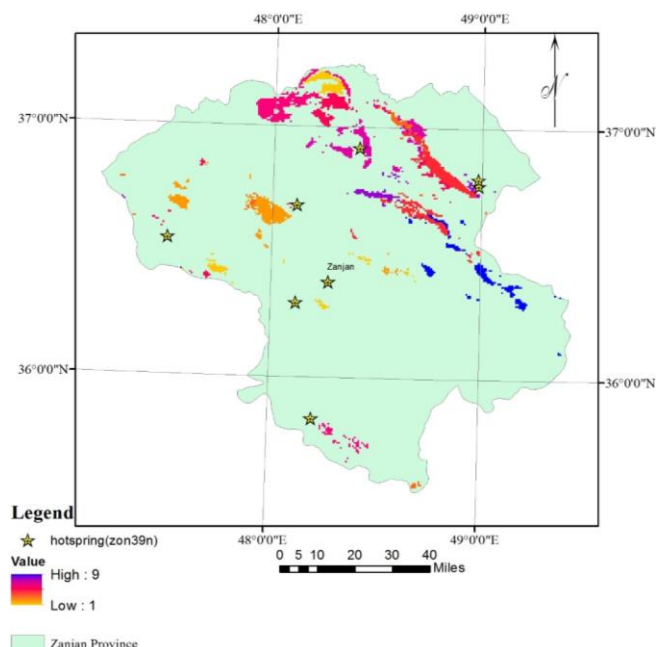 48°0'0"E 49°0'0"E
N
37°0'0"N 37°0'0"N
Zanjan
36°0'0"N 36°0'0"N
Legend
hotspring(zon39n)
Value
High : 9
Low : 1
Zanjan Province
48°0'0"E 49°0'0"E
0 5 10 20 30 40
Miles